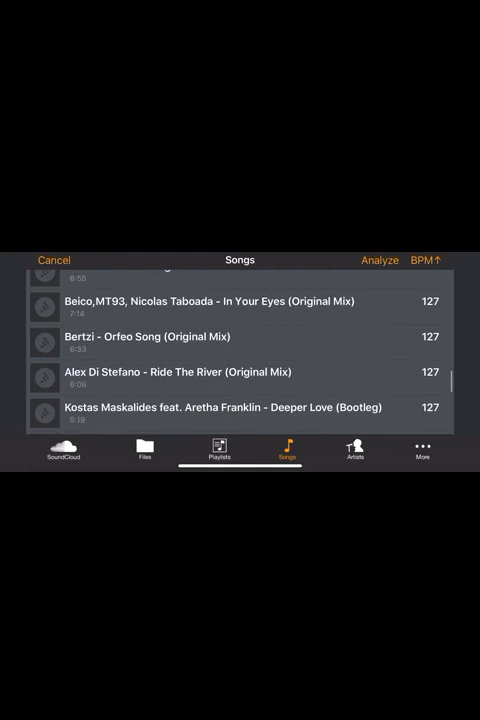 Cancel Songs Analyze BPM↑
6:55
Beico,MT93, Nicolas Taboada - In Your Eyes (Original Mix) 127
7:14
Bertzi - Orfeo Song (Original Mix) 127
6:33
Alex Di Stefano - Ride The River (Original Mix) 127
6:06
Kostas Maskalides feat. Aretha Franklin - Deeper Love (Bootleg) 127
5:19
SoundCloud Files Playlists Songs Artists More